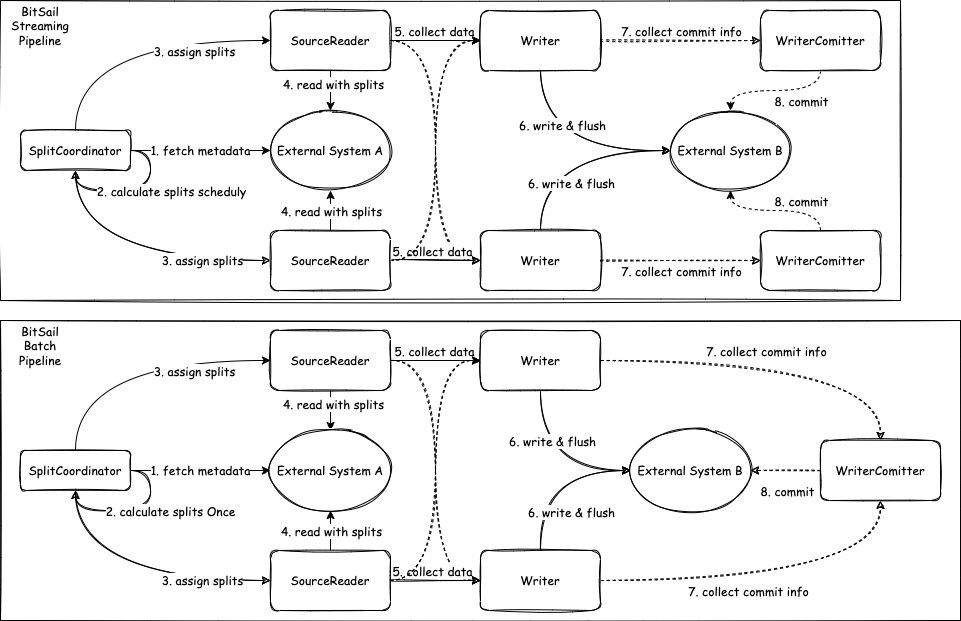 BitSail
Streaming
Pipeline
SourceReader
5. collect data
Writer
7. collect commit info
WriterComitter
3. assign splits
4. read with splits
8. commit
6. write & flush
SplitCoordinator
1. fetch metadata
External System A
External System B
2. calculate splits scheduly
6. write & flush
4. read with splits
8. commit
3. assign splits
SourceReader
5. collect data
Writer
7. collect commit info
WriterComitter
BitSail
Batch
Pipeline
SourceReader
5. collect data
Writer
7. collect commit info
3. assign splits
4. read with splits
6. write & flush
SplitCoordinator
1. fetch metadata
External System A
External System B
WriterComitter
8. commit
2. calculate splits Once
6. write & flush
4. read with splits
3. assign splits
SourceReader
5. collect data
Writer
7. collect commit info